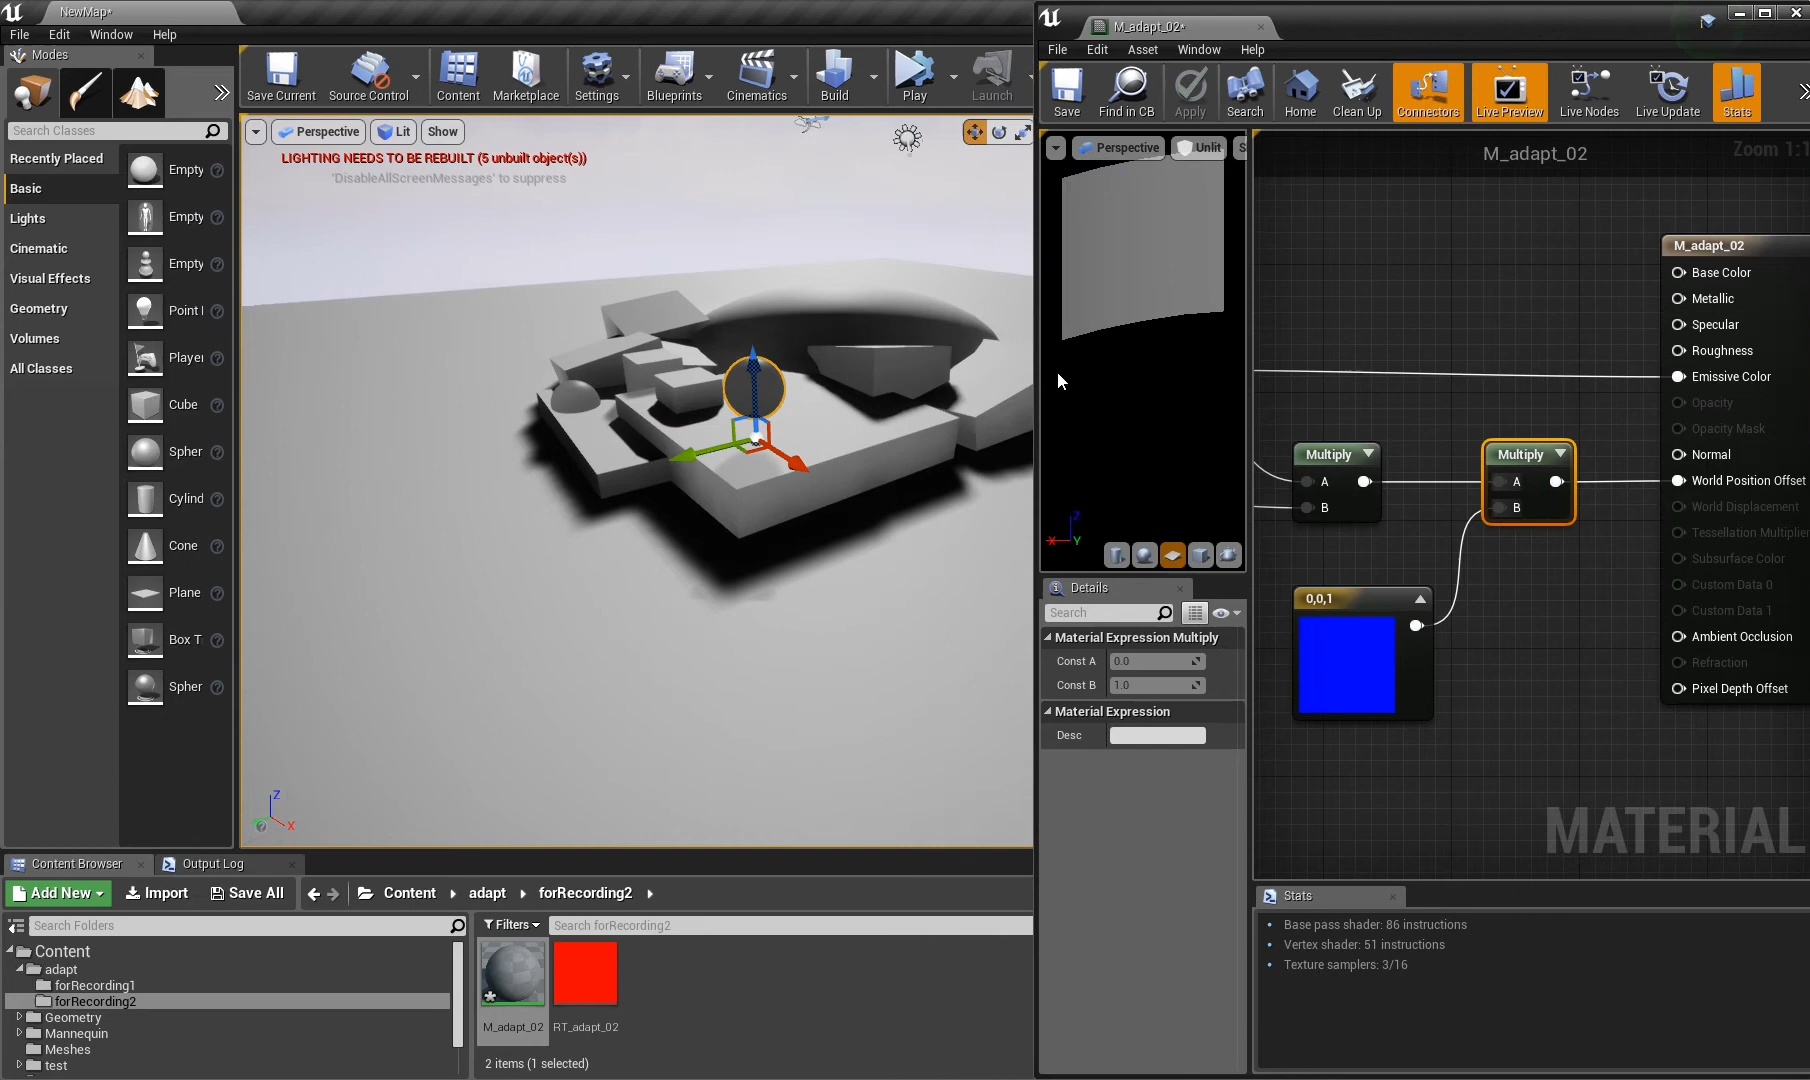 NewMap*
File Edit Window Help
Modes
Search Classes
Recently Placed
Basic
Lights
Cinematic
Visual Effects
Geometry
Volumes
All Classes
Empty
Empty
Empty
Point
Player
Cube
Spher
Cylind
Cone
Plane
Box T
Spher
Save Current Source Control Content Marketplace Settings Blueprints Cinematics Build Play Launch
Perspective Lit Show
LIGHTING NEEDS TO BE REBUILT (5 unbuilt object(s))
'DisableAllScreenMessages' to suppress
Z
X
Content Browser Output Log
Add New Import Save All Content adapt forRecording2
Search Folders
Filters Search forRecording2
Content
adapt
forRecording1
forRecording2
Geometry
Mannequin
Meshes
test
M_adapt_02 RT_adapt_02
2 items (1 selected)
M_adapt_02*
File Edit Asset Window Help
Save Find in CB Apply Search Home Clean Up Connectors Live Preview Live Nodes Live Update Stats
Perspective Unlit S
Z
X Y
Details
Search
Material Expression Multiply
Const A 0.0
Const B 1.0
Material Expression
Desc
M_adapt_02
Zoom 1:1
Multiply
A
B
Multiply
A
B
0,0,1
M_adapt_02
Base Color
Metallic
Specular
Roughness
Emissive Color
Opacity
Opacity Mask
Normal
World Position Offset
World Displacement
Tessellation Multiplier
Subsurface Color
Custom Data 0
Custom Data 1
Ambient Occlusion
Refraction
Pixel Depth Offset
MATERIAL
Stats
Base pass shader: 86 instructions
Vertex shader: 51 instructions
Texture samplers: 3/16